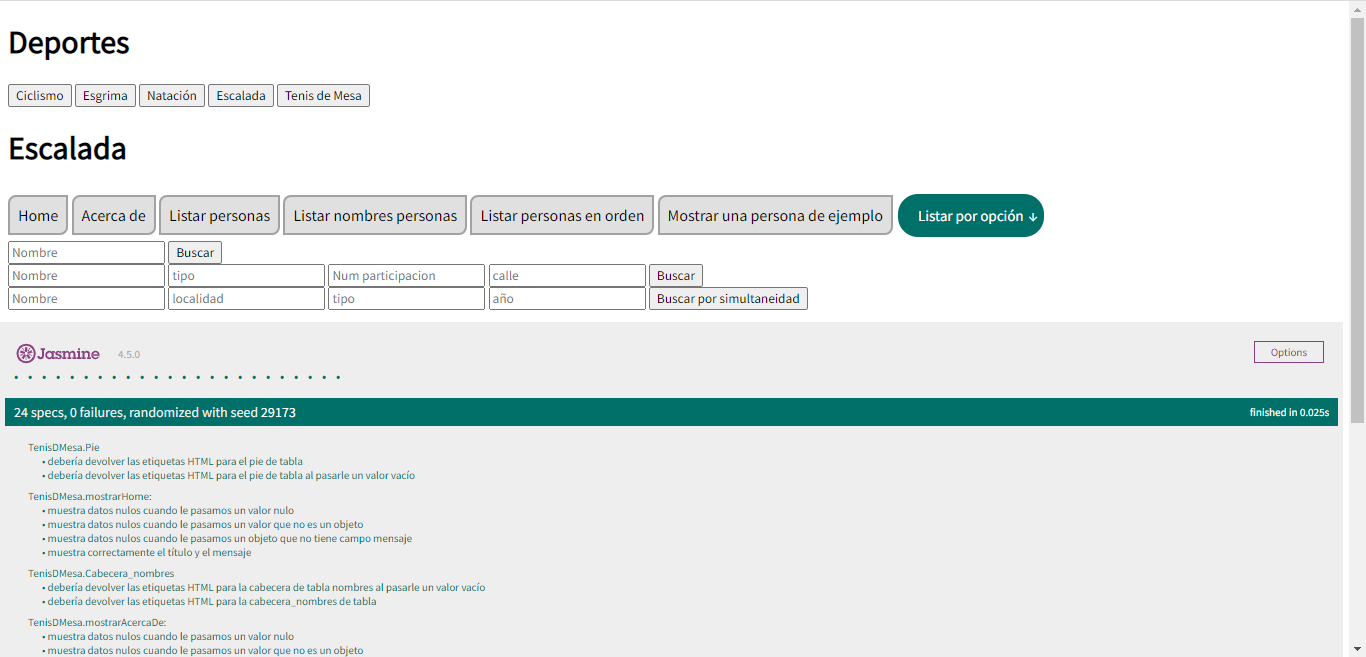 Deportes
Ciclismo Esgrima Natación Escalada Tenis de Mesa
Escalada
Home Acerca de Listar personas Listar nombres personas Listar personas en orden Mostrar una persona de ejemplo Listar por opción ↓
Nombre Buscar
Nombre tipo Num participacion calle Buscar
Nombre localidad tipo año Buscar por simultaneidad
Jasmine 4.5.0 Options
24 specs, 0 failures, randomized with seed 29173 finished in 0.025s
TenisDMesa.Pie
• debería devolver las etiquetas HTML para el pie de tabla
• debería devolver las etiquetas HTML para el pie de tabla al pasarle un valor vacío
TenisDMesa.mostrarHome:
• muestra datos nulos cuando le pasamos un valor nulo
• muestra datos nulos cuando le pasamos un valor que no es un objeto
• muestra datos nulos cuando le pasamos un objeto que no tiene campo mensaje
• muestra correctamente el título y el mensaje
TenisDMesa.Cabecera_nombres
• debería devolver las etiquetas HTML para la cabecera de tabla nombres al pasarle un valor vacío
• debería devolver las etiquetas HTML para la cabecera_nombres de tabla
TenisDMesa.mostrarAcercaDe:
• muestra datos nulos cuando le pasamos un valor nulo
• muestra datos nulos cuando le pasamos un valor que no es un objeto